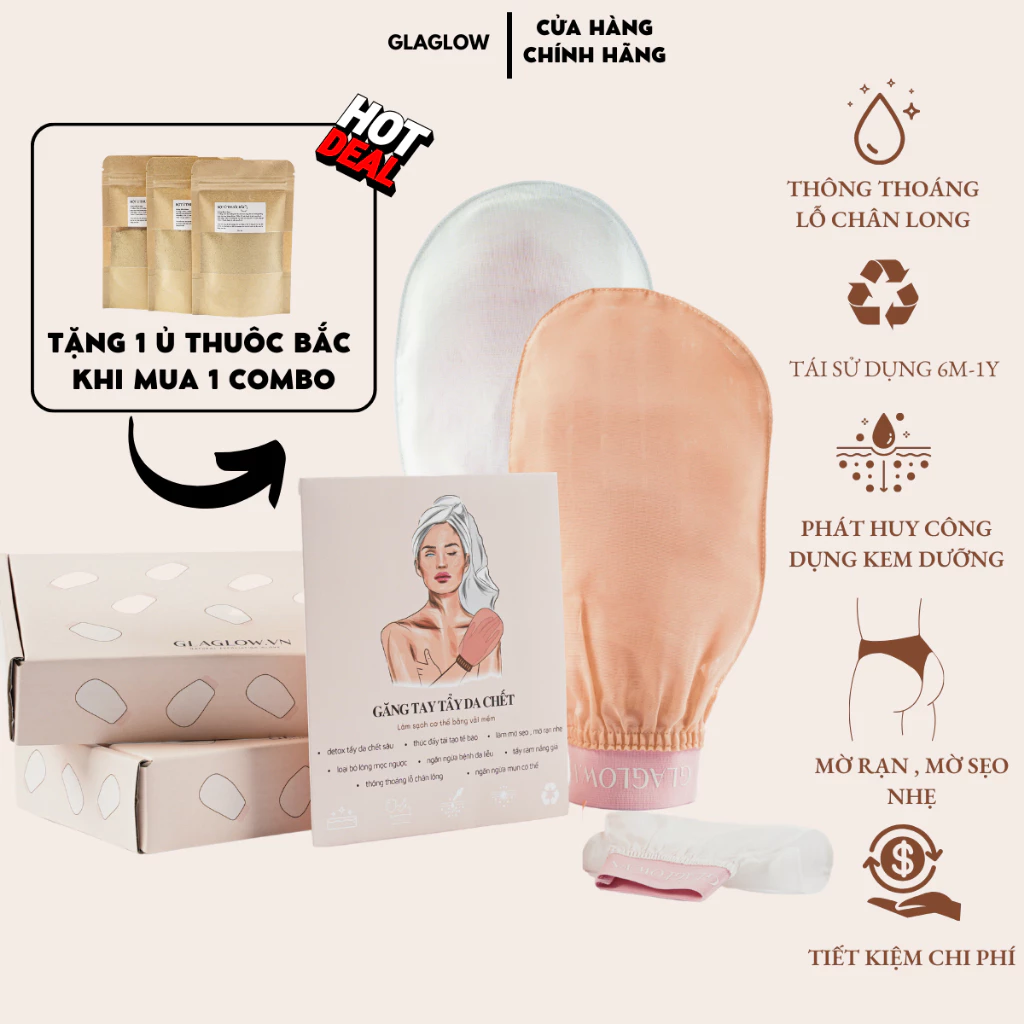 GLAGLOW
CỬA HÀNG
CHÍNH HÃNG
HOT
DEAL
TẶNG 1 Ủ THUÔC BẮC
KHI MUA 1 COMBO
THÔNG THOÁNG
LỖ CHÂN LONG
TÁI SỬ DỤNG 6M-1Y
PHÁT HUY CÔNG
DỤNG KEM DƯỠNG
MỜ RẠN , MỜ SẸO
NHẸ
TIẾT KIỆM CHI PHÍ
GLAGLOW.VN
GĂNG TAY TẨY DA CHẾT
Làm sạch cơ thể bằng vải mềm
• detox tẩy da chết sâu • thúc đẩy tái tạo tế bào • làm mờ sẹo , mờ rạn nhẹ
• loại bỏ lông mọc ngược • ngăn ngừa bệnh da liễu • tẩy rám nắng giả
• thông thoáng lỗ chân lông • ngăn ngừa mụn cơ thể
GLAGLOW
GLAGLOW.VN